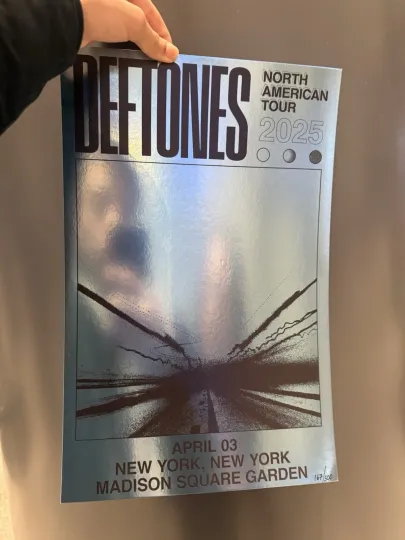 DEFTONES
NORTH
AMERICAN
TOUR
2025
APRIL 03
NEW YORK, NEW YORK
MADISON SQUARE GARDEN